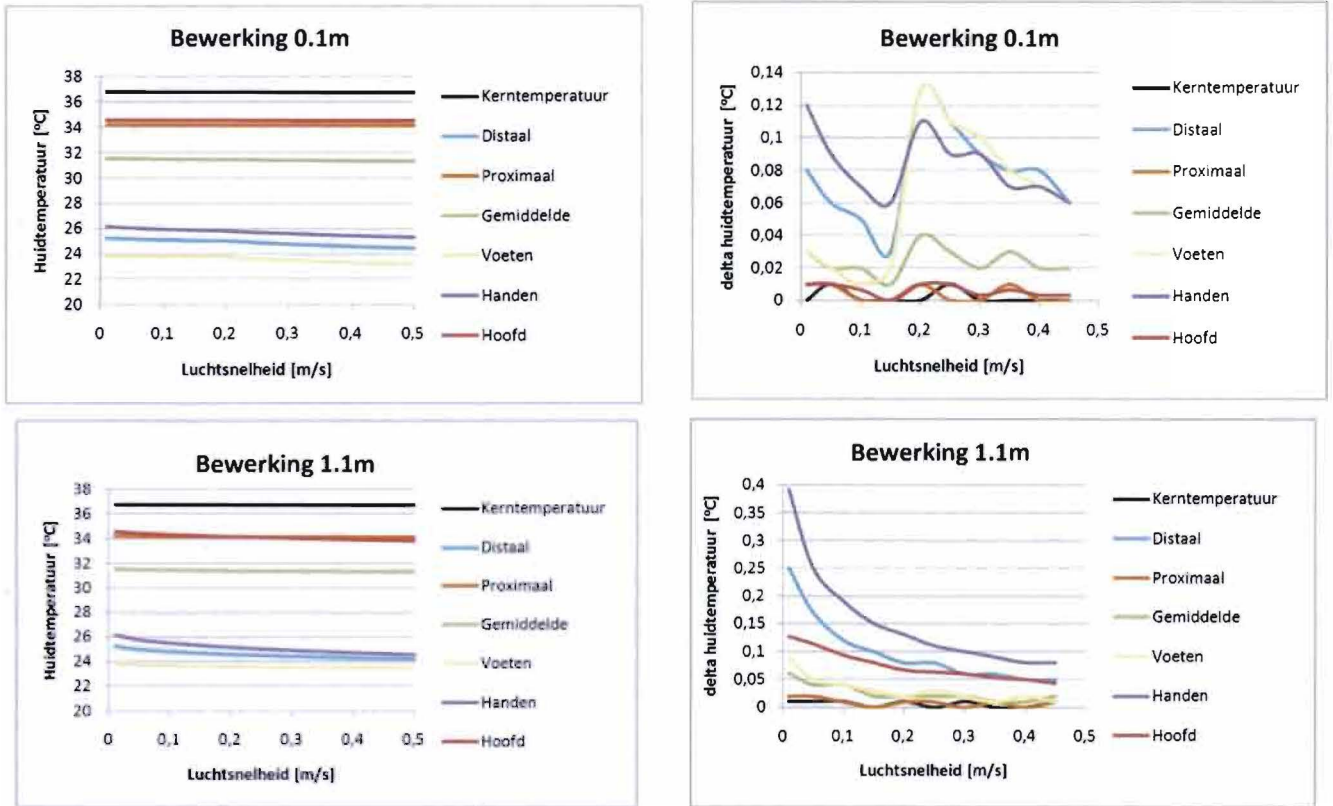 Bewerking 0.1m
Huidtemperatuur [°C]
38
36
34
32
30
28
26
24
22
20
0
0,1
0,2
0,3
0,4
0,5
Luchtsnelheid [m/s]
Kerntemperatuur
Distaal
Proximaal
Gemiddelde
Voeten
Handen
Hoofd
Bewerking 0.1m
delta huidtemperatuur [°C]
0,14
0,12
0,1
0,08
0,06
0,04
0,02
0
0
0,1
0,2
0,3
0,4
0,5
Luchtsnelheid [m/s]
Kerntemperatuur
Distaal
Proximaal
Gemiddelde
Voeten
Handen
Hoofd
Bewerking 1.1m
Huidtemperatuur [°C]
38
36
34
32
30
28
26
24
22
20
0
0,1
0,2
0,3
0,4
0,5
Luchtsnelheid [m/s]
Kerntemperatuur
Distaal
Proximaal
Gemiddelde
Voeten
Handen
Hoofd
Bewerking 1.1m
delta huidtemperatuur [°C]
0,4
0,35
0,3
0,25
0,2
0,15
0,1
0,05
0
0
0,1
0,2
0,3
0,4
0,5
Luchtsnelheid [m/s]
Kerntemperatuur
Distaal
Proximaal
Gemiddelde
Voeten
Handen
Hoofd